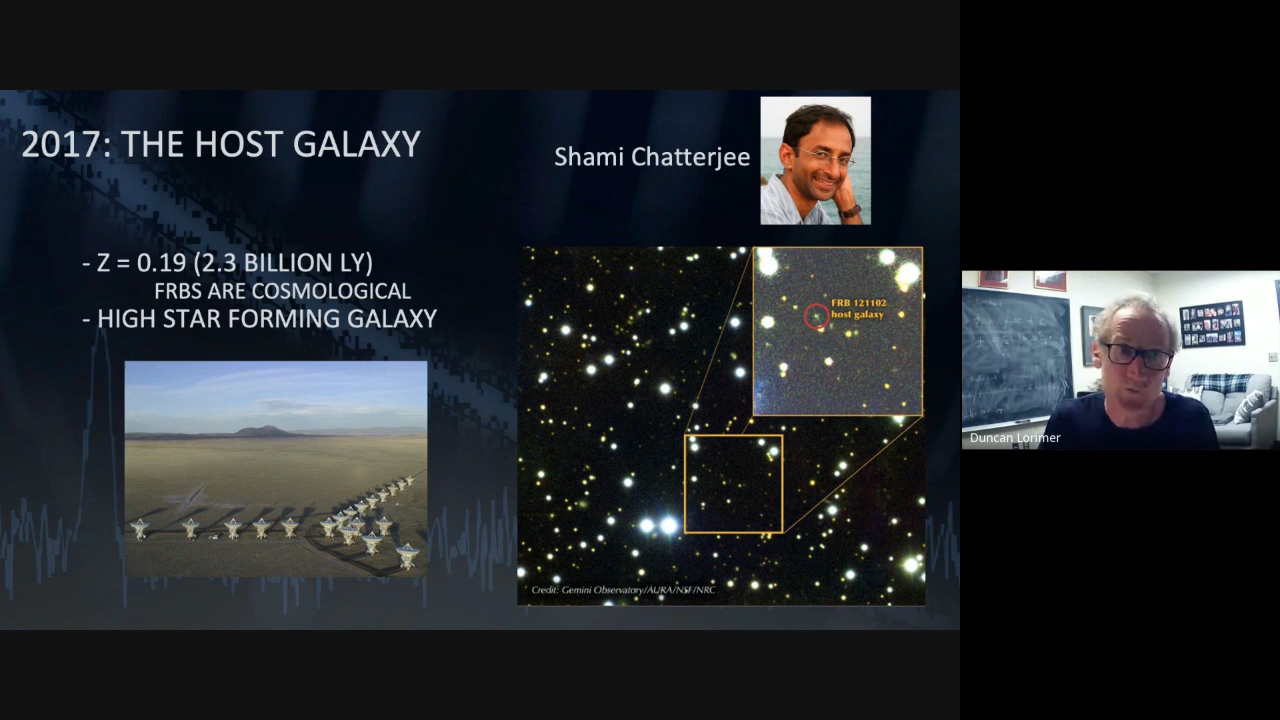 2017: THE HOST GALAXY
Shami Chatterjee
- Z = 0.19 (2.3 BILLION LY)
FRBS ARE COSMOLOGICAL
- HIGH STAR FORMING GALAXY
FRB 121102
host galaxy
Credit: Gemini Observatory/AURA/NSF/NRC
Duncan Lorimer